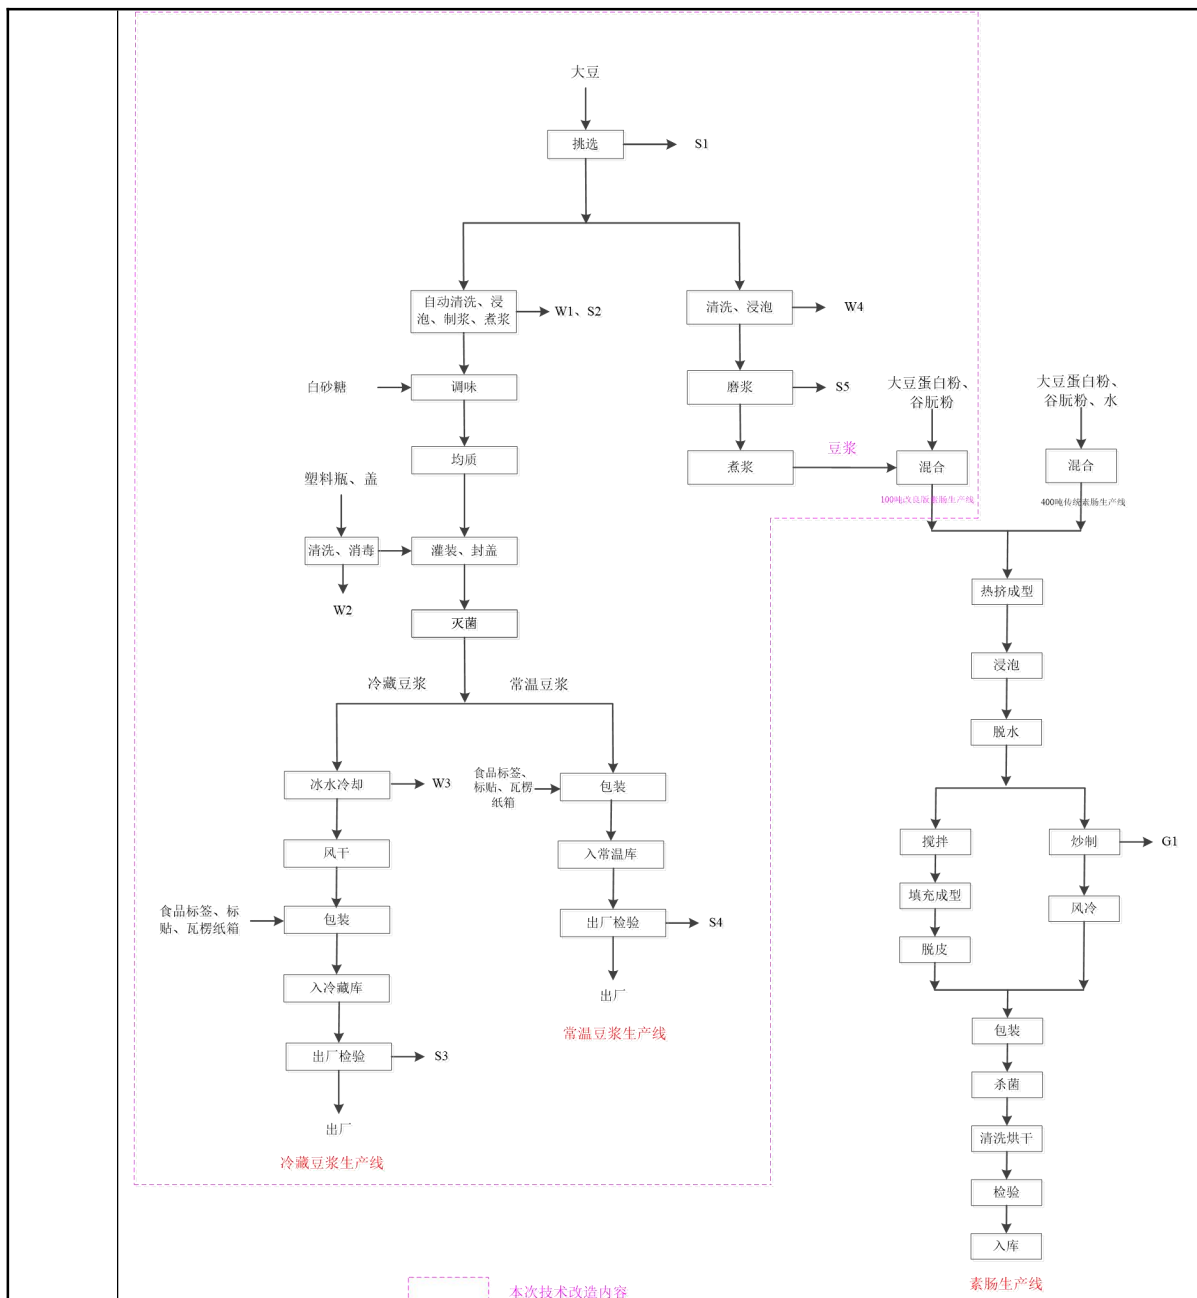 大豆
挑选
S1
自动清洗、浸
泡、制浆、煮浆
W1、S2
清洗、浸泡
W4
白砂糖
调味
磨浆
S5
大豆蛋白粉、
谷朊粉
大豆蛋白粉、
谷朊粉、水
均质
煮浆
豆浆
混合
混合
100吨改良版素肠生产线
400吨传统素肠生产线
塑料瓶、盖
清洗、消毒
灌装、封盖
W2
灭菌
热挤成型
浸泡
脱水
冷藏豆浆
常温豆浆
冰水冷却
W3
食品标签、
标贴、瓦楞
纸箱
包装
风干
入常温库
搅拌
炒制
G1
填充成型
风冷
脱皮
食品标签、标
贴、瓦楞纸箱
包装
出厂检验
S4
入冷藏库
出厂
常温豆浆生产线
出厂检验
S3
出厂
冷藏豆浆生产线
包装
杀菌
清洗烘干
检验
入库
素肠生产线
本次技术改造内容